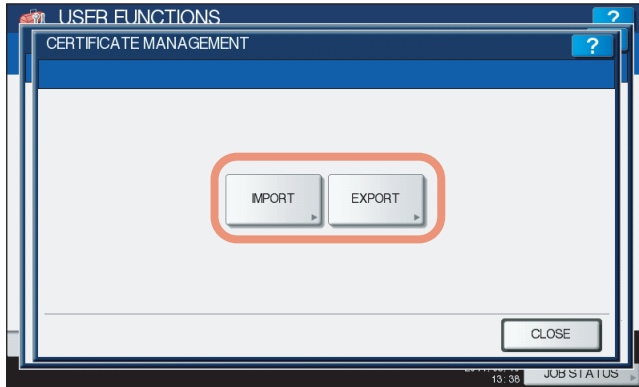 USER FUNCTIONS
?
CERTIFICATE MANAGEMENT
?
IMPORT
EXPORT
CLOSE
13:38
JOB STATUS